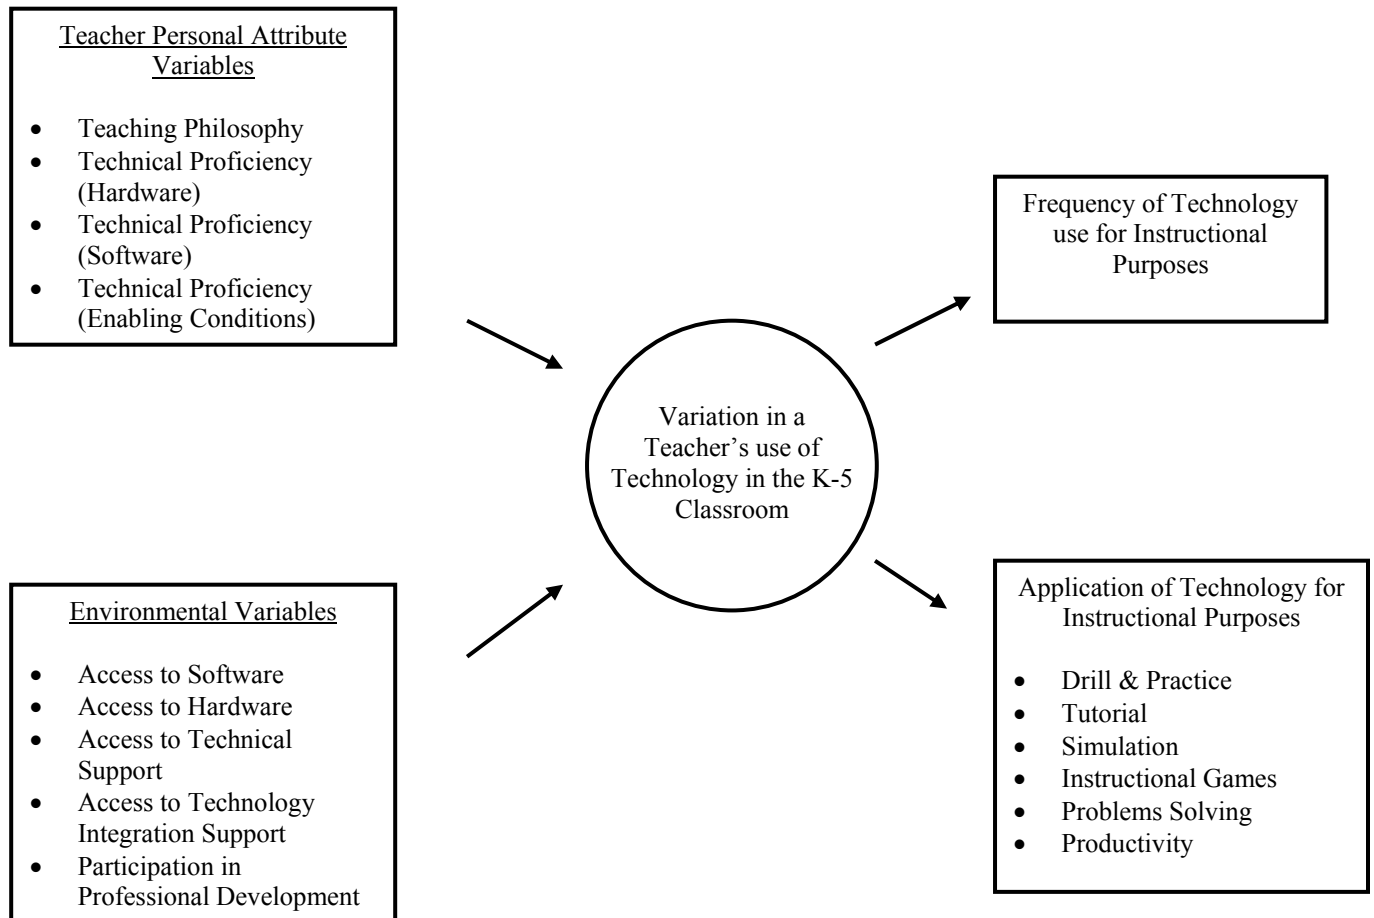 Teacher Personal Attribute
Variables
• Teaching Philosophy
• Technical Proficiency
(Hardware)
• Technical Proficiency
(Software)
• Technical Proficiency
(Enabling Conditions)
Frequency of Technology
use for Instructional
Purposes
Variation in a
Teacher’s use of
Technology in the K-5
Classroom
Environmental Variables
• Access to Software
• Access to Hardware
• Access to Technical
Support
• Access to Technology
Integration Support
• Participation in
Professional Development
Application of Technology for
Instructional Purposes
• Drill & Practice
• Tutorial
• Simulation
• Instructional Games
• Problems Solving
• Productivity